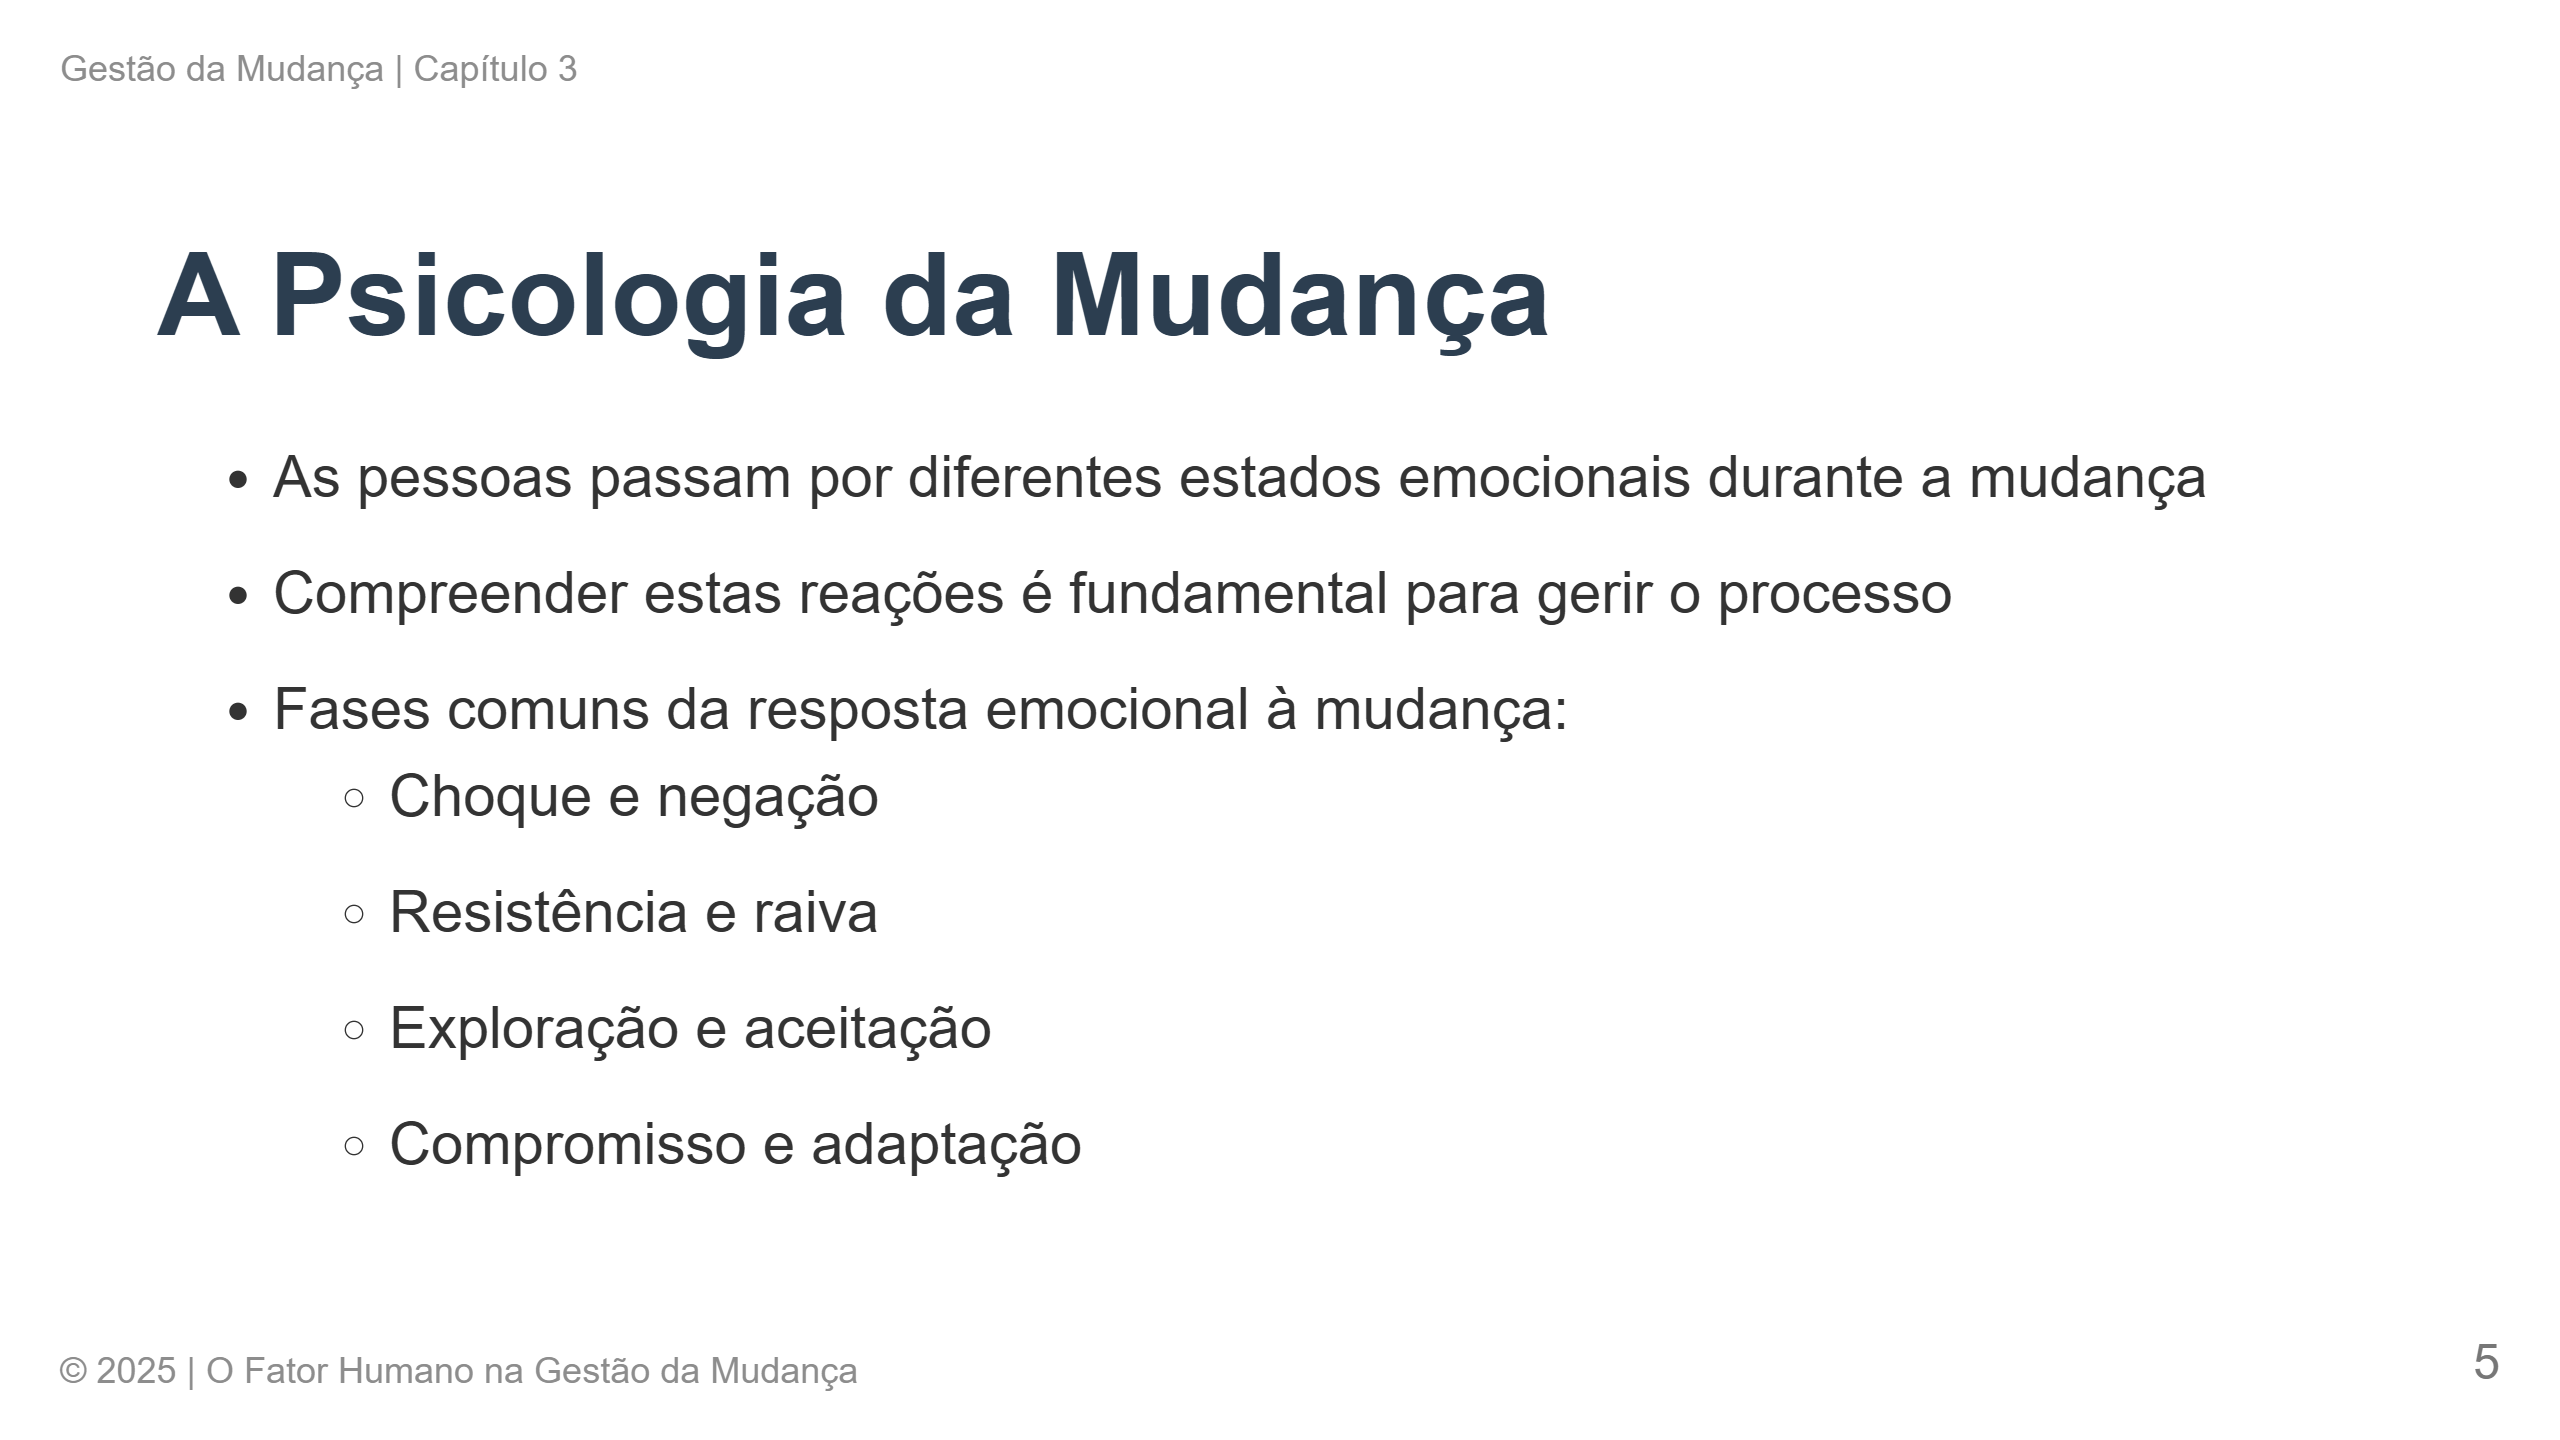 Gestão da Mudança | Capítulo 3
A Psicologia da Mudança
• As pessoas passam por diferentes estados emocionais durante a mudança
• Compreender estas reações é fundamental para gerir o processo
• Fases comuns da resposta emocional à mudança:
○ Choque e negação
○ Resistência e raiva
○ Exploração e aceitação
○ Compromisso e adaptação
© 2025 | O Fator Humano na Gestão da Mudança
5